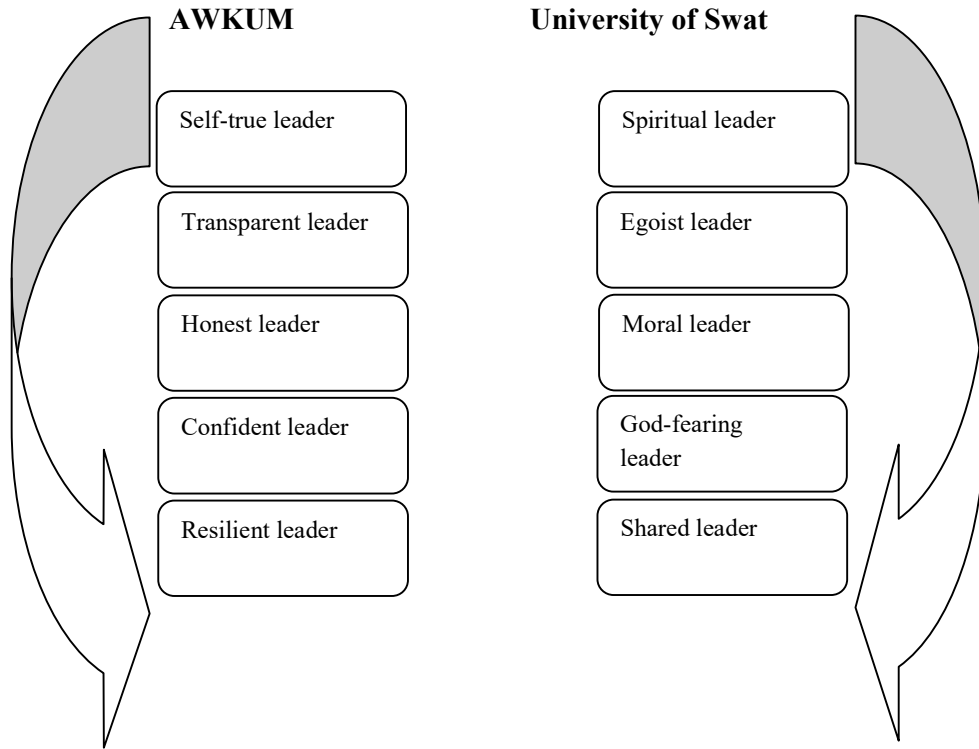 AWKUM
University of Swat
Self-true leader
Transparent leader
Honest leader
Confident leader
Resilient leader
Spiritual leader
Egoist leader
Moral leader
God-fearing
leader
Shared leader